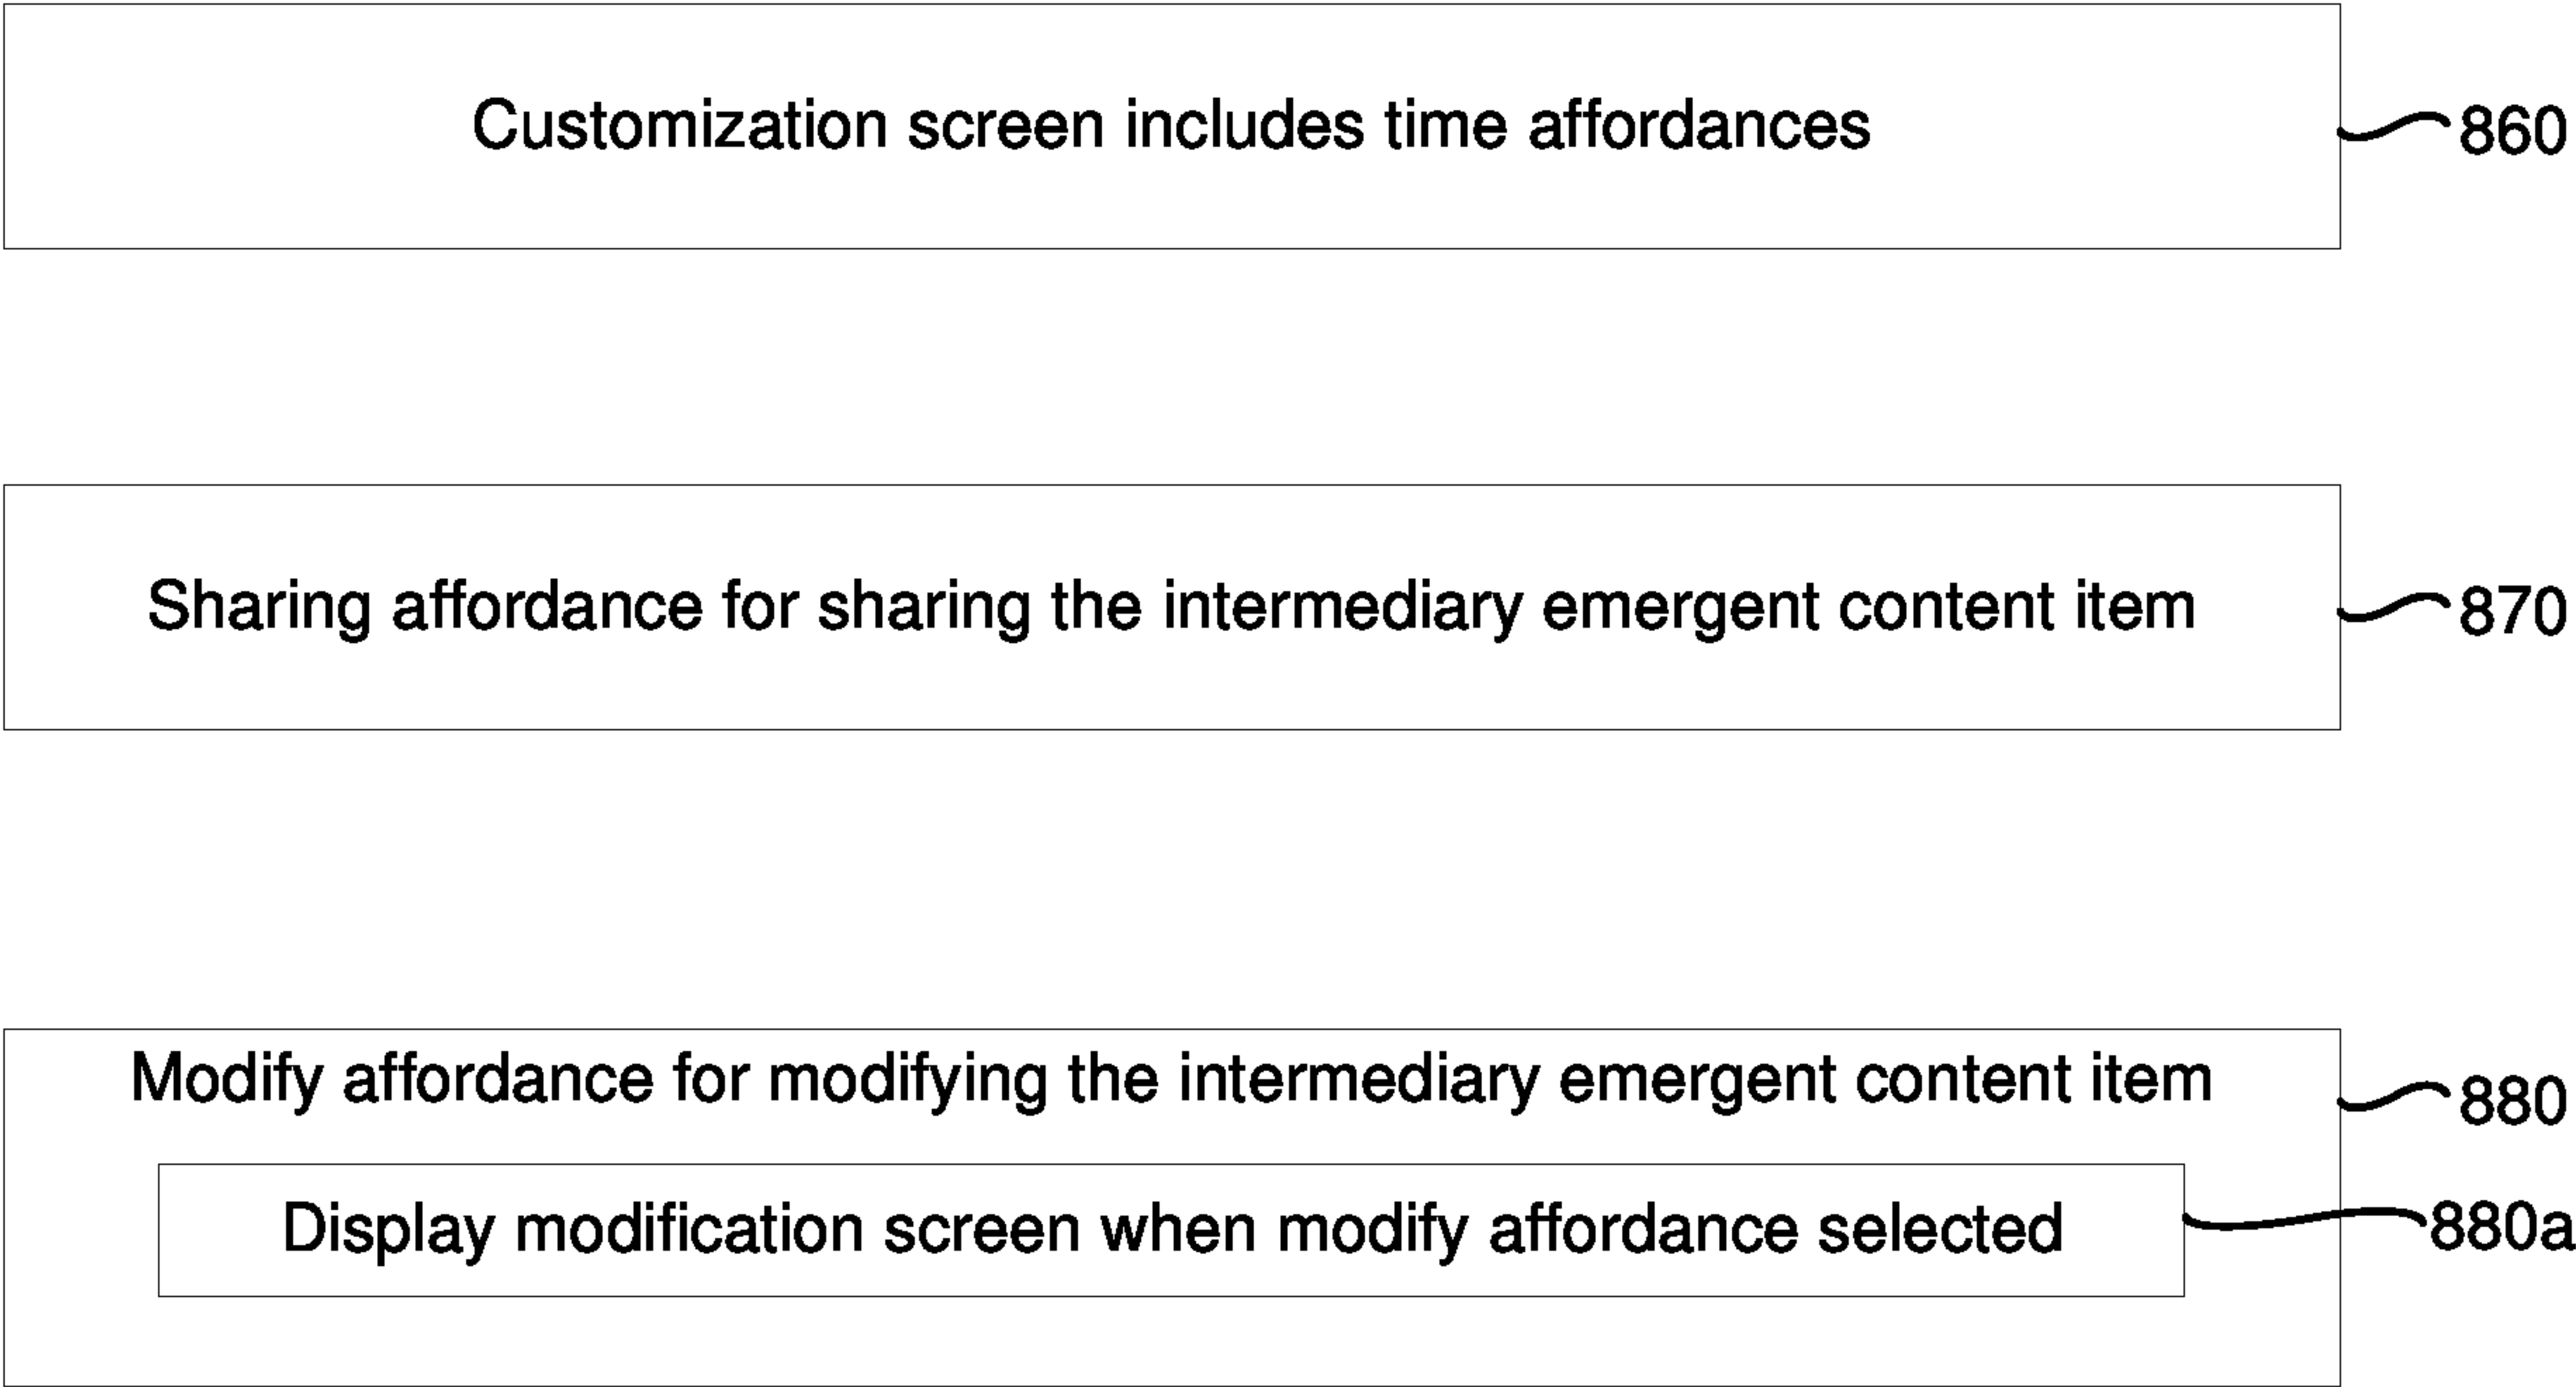 Customization screen includes time affordances
860
Sharing affordance for sharing the intermediary emergent content item
870
Modify affordance for modifying the intermediary emergent content item
880
Display modification screen when modify affordance selected
880a